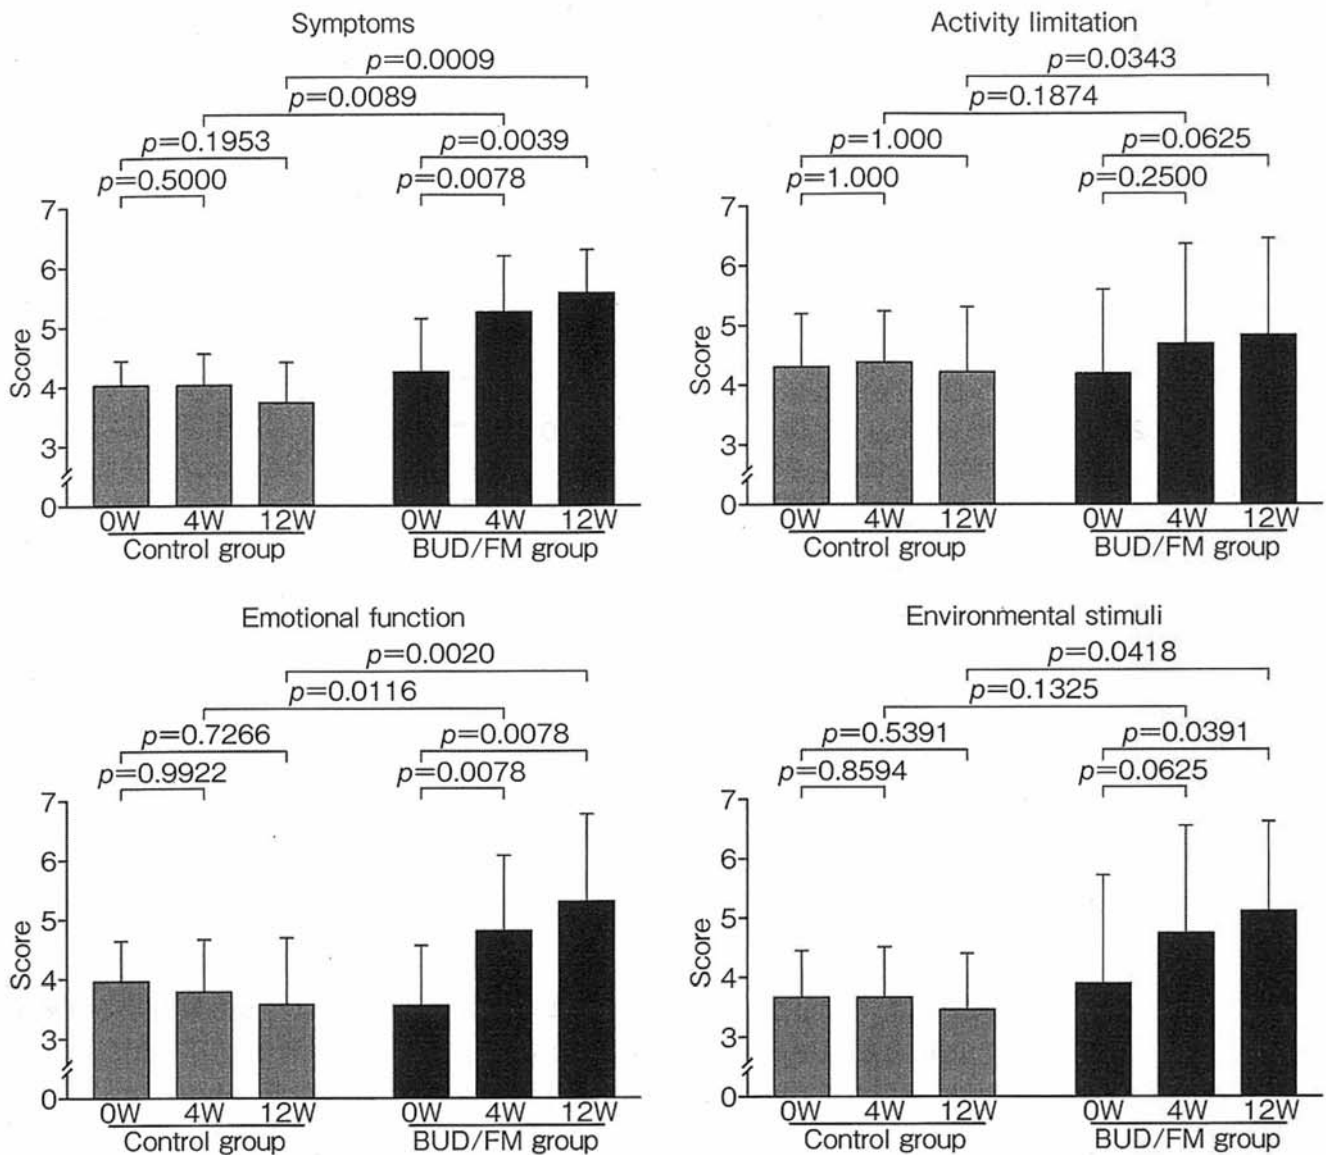 Symptoms
p=0.0009
p=0.0089
p=0.1953
p=0.0039
p=0.5000
p=0.0078
7
6
5
4
3
0
Score
0W 4W 12W
0W 4W 12W
Control group
BUD/FM group
Activity limitation
p=0.0343
p=0.1874
p=1.000
p=0.0625
p=1.000
p=0.2500
7
6
5
4
3
0
Score
0W 4W 12W
0W 4W 12W
Control group
BUD/FM group
Emotional function
p=0.0020
p=0.0116
p=0.7266
p=0.0078
p=0.9922
p=0.0078
7
6
5
4
3
0
Score
0W 4W 12W
0W 4W 12W
Control group
BUD/FM group
Environmental stimuli
p=0.0418
p=0.1325
p=0.5391
p=0.0391
p=0.8594
p=0.0625
7
6
5
4
3
0
Score
0W 4W 12W
0W 4W 12W
Control group
BUD/FM group